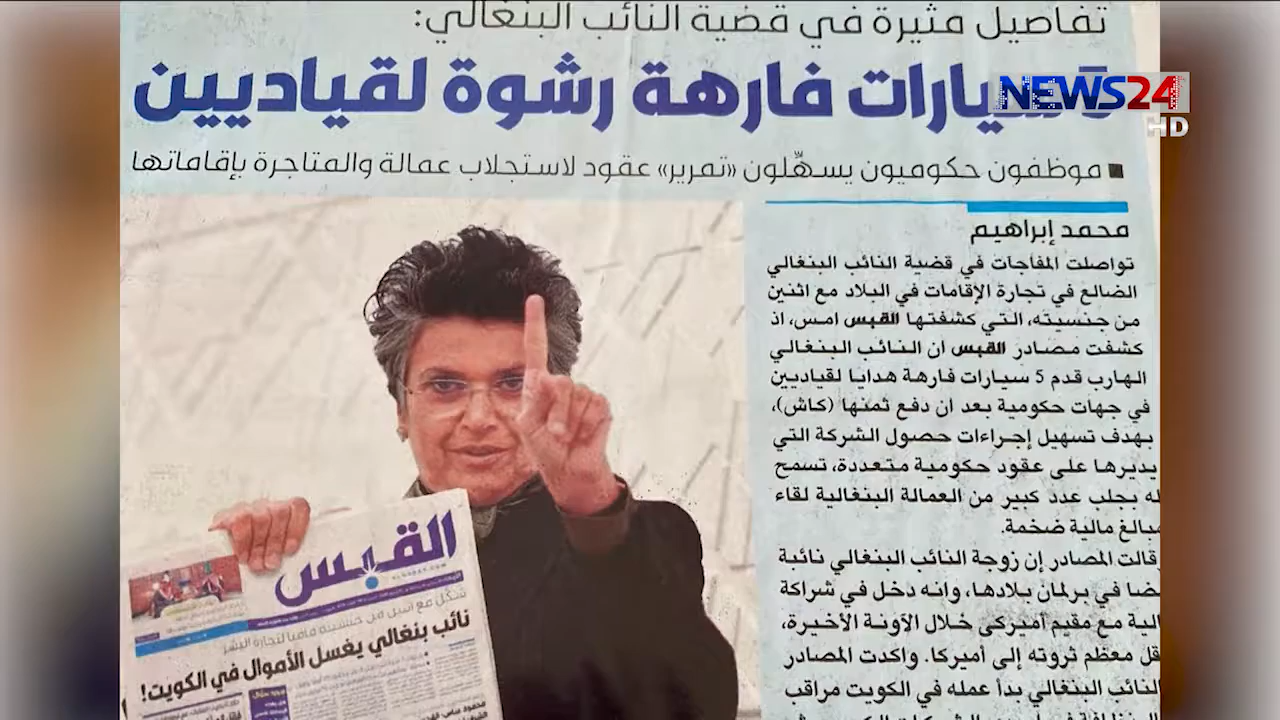 تفاصيل مثيرة في قضية النائب البنغالي:
سيارات فارهة رشوة لقياديين
NEWS24
HD
■ موظفون حكوميون يسهّلون «تمرير» عقود لاستجلاب عمالة والمتاجرة بإقاماتها
محمد إبراهيم
تواصلت المفاجآت في قضية النائب البنغالي
الضالع في تجارة الإقامات في البلاد مع اثنين
من جنسيته، التي كشفتها القبس امس، اذ
كشفت مصادر القبس ان النائب البنغالي
الهارب قدم 5 سيارات فارهة هدايا لقياديين
في جهات حكومية بعد ان دفع ثمنها (كاش)،
بهدف تسهيل إجراءات حصول الشركة التي
يديرها على عقود حكومية متعددة، تسمح
له بجلب عدد كبير من العمالة البنغالية لقاء
مبالغ مالية ضخمة.
قالت المصادر إن زوجة النائب البنغالي نائبة
في برلمان بلادها، وانه دخل في شراكة
مع مقيم أميركي خلال الآونة الأخيرة،
معظم ثروته إلى أميركا. واكدت المصادر
النائب البنغالي بدأ عمله في الكويت مراقب
القبس
ALQABAS.COM
نائب بنغالي يغسل الأموال في الكويت!